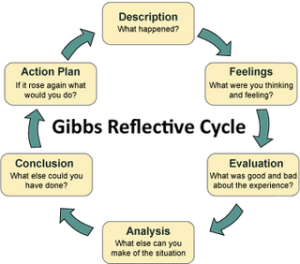 Description
What happened?
Feelings
What were you thinking
and feeling?
Evaluation
What was good and bad
about the experience?
Analysis
What else can you
make of the situation
Conclusion
What else could you
have done?
Action Plan
If it rose again what
would you do?
Gibbs Reflective Cycle